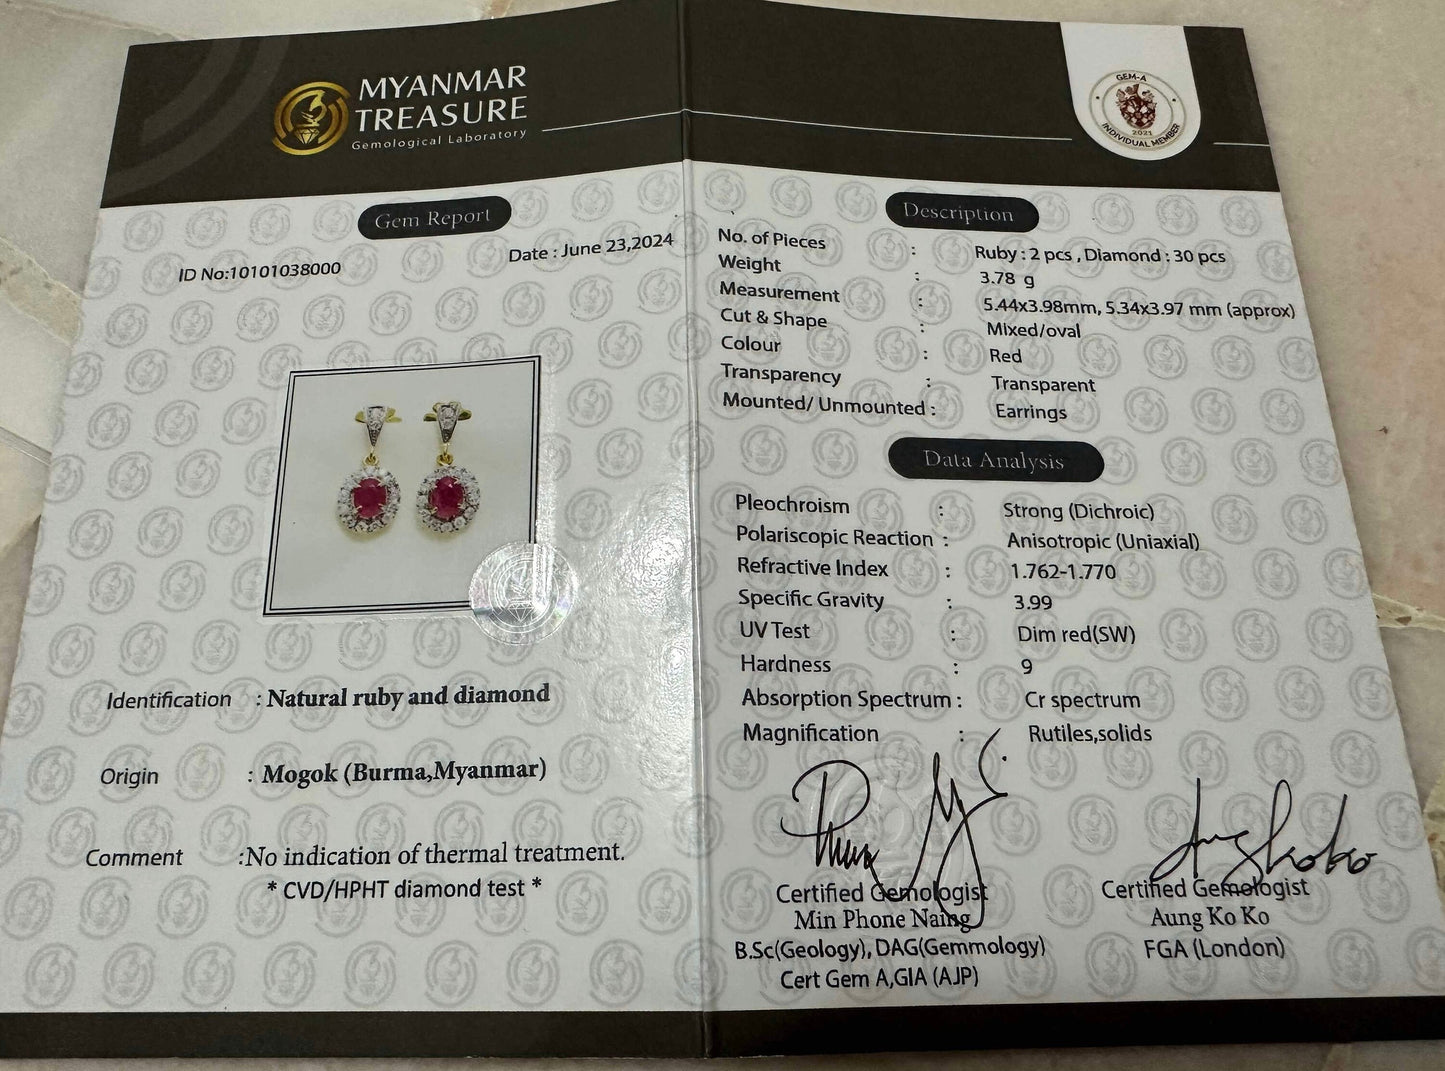 MYANMAR
TREASURE
Gemological Laboratory
Gem Report
Date : June 23,2024
ID No:10101038000
Identification : Natural ruby and diamond
Origin : Mogok (Burma,Myanmar)
Comment :No indication of thermal treatment.
* CVD/HPHT diamond test *
GEM-A
2021
INDIVIDUAL MEMBER
Description
No. of Pieces : Ruby : 2 pcs , Diamond : 30 pcs
Weight : 3.78 g
Measurement : 5.44x3.98mm, 5.34x3.97 mm (approx)
Cut & Shape : Mixed/oval
Colour : Red
Transparency : Transparent
Mounted/ Unmounted : Earrings
Data Analysis
Pleochroism : Strong (Dichroic)
Polariscopic Reaction : Anisotropic (Uniaxial)
Refractive Index : 1.762-1.770
Specific Gravity : 3.99
UV Test : Dim red(SW)
Hardness : 9
Absorption Spectrum : Cr spectrum
Magnification : Rutiles,solids
Certified Gemologist
Min Phone Naing
B.Sc(Geology), DAG(Gemmology)
Cert Gem A,GIA (AJP)
Aung Ko Ko
Certified Gemologist
Aung Ko Ko
FGA (London)